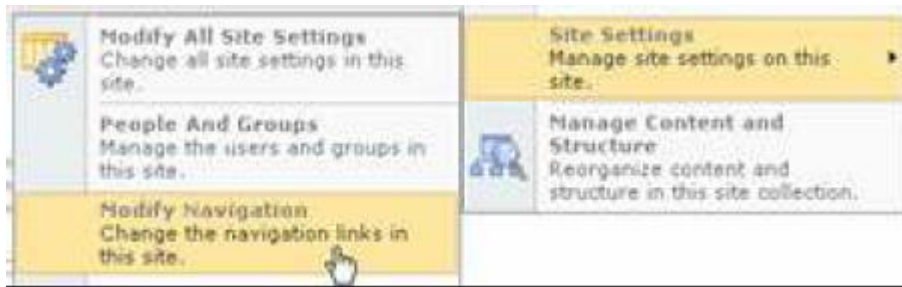 Modify All Site Settings
Change all site settings in this
site.
People And Groups
Manage the users and groups in
this site.
Modify Navigation
Change the navigation links in
this site.
Site Settings
Manage site settings on this
site.
Manage Content and
Structure
Reorganize content and
structure in this site collection.